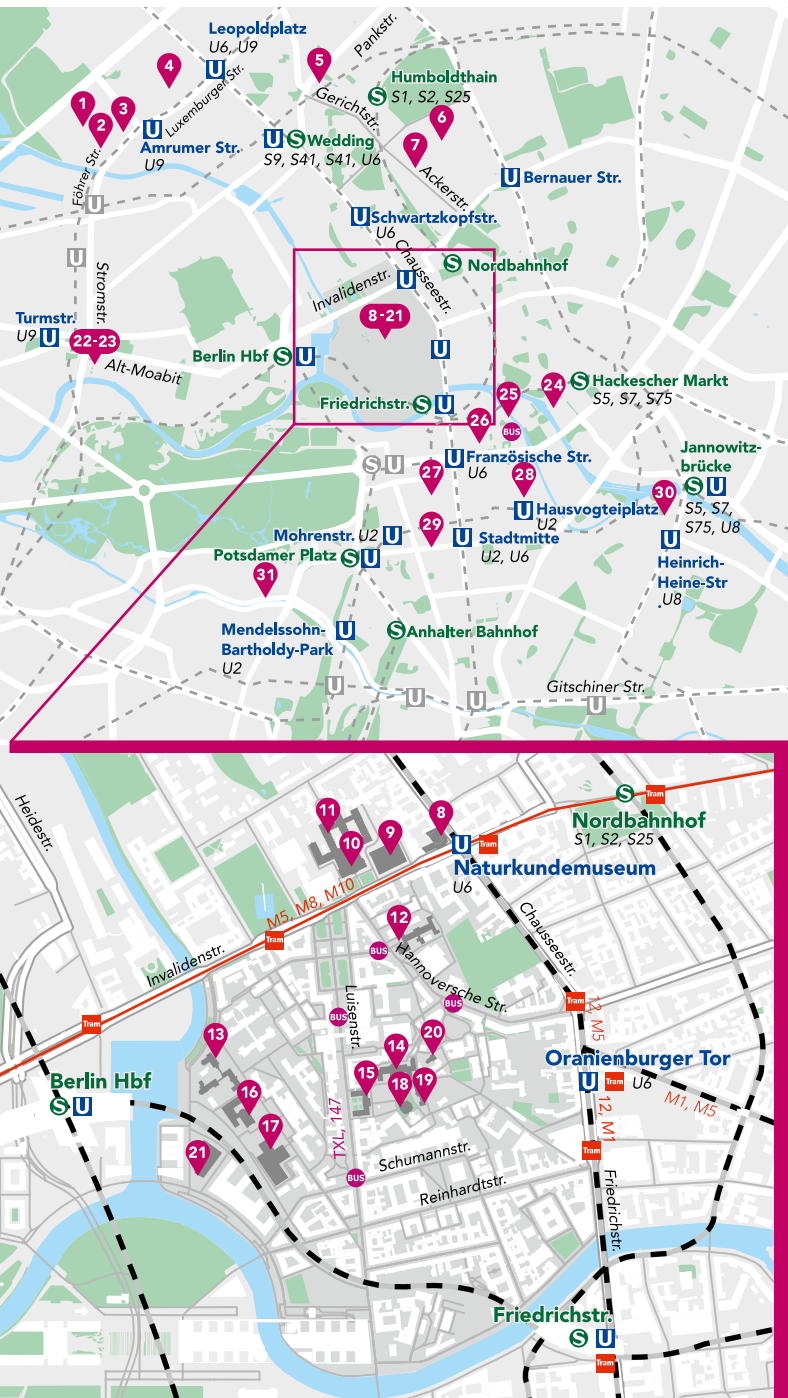 Leopoldplatz
U6, U9
U
Pankstr.
4
5
Luxemburger Str.
Gerichtstr.
Humboldthain
S
S1, S2, S25
1
2
3
6
7
U
Amrumer Str.
U9
U
S
Wedding
S9, S41, S41, U6
Ackerstr.
Föhrer Str.
U
U
Bernauer Str.
U
Schwartzkopfstr.
U6
U
Chausseestr.
S
Nordbahnhof
Stromstr.
Invalidenstr.
U
8-21
Turmstr.
U9
U
22-23
Alt-Moabit
Berlin Hbf
S
U
U
Friedrichstr.
S
U
24
S
Hackescher Markt
S5, S7, S75
25
BUS
26
S
U
U
Französische Str.
U6
27
28
Jannowitz-
brücke
S
U
S5, S7,
S75, U8
30
U
Hausvogteiplatz
U2
29
Mohrenstr. U2
U
U
Stadtmitte
U2, U6
Potsdamer Platz
S
U
U
Heinrich-
Heine-Str
U8
31
Mendelssohn-
Bartholdy-Park
U2
U
S
Anhalter Bahnhof
U
U
U
Gitschiner Str.
U
Heidestr.
11
10
9
8
U
Tram
Naturkundemuseum
U6
S
Tram
Nordbahnhof
S1, S2, S25
M5, M8, M10
Tram
Invalidenstr.
Tram
12
BUS
Hannoversche Str.
BUS
Chausseestr.
Luisenstr.
BUS
Tram
12, M5
13
14
20
15
18
19
16
17
21
Oranienburger Tor
U
Tram
U6
M1, M5
12, M1
Berlin Hbf
S
U
TXL, 147
Schumannstr.
BUS
Reinhardtstr.
Tram
Friedrichstr.
Friedrichstr.
S
U
Tram